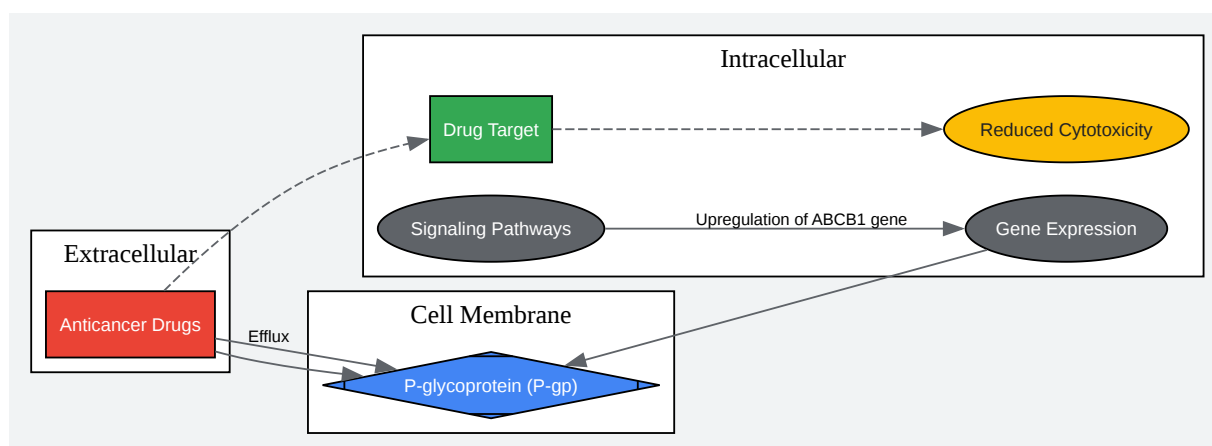 Intracellular
Drug Target
Reduced Cytotoxicity
Signaling Pathways
Upregulation of ABCB1 gene
Gene Expression
Extracellular
Anticancer Drugs
Efflux
Cell Membrane
P-glycoprotein (P-gp)